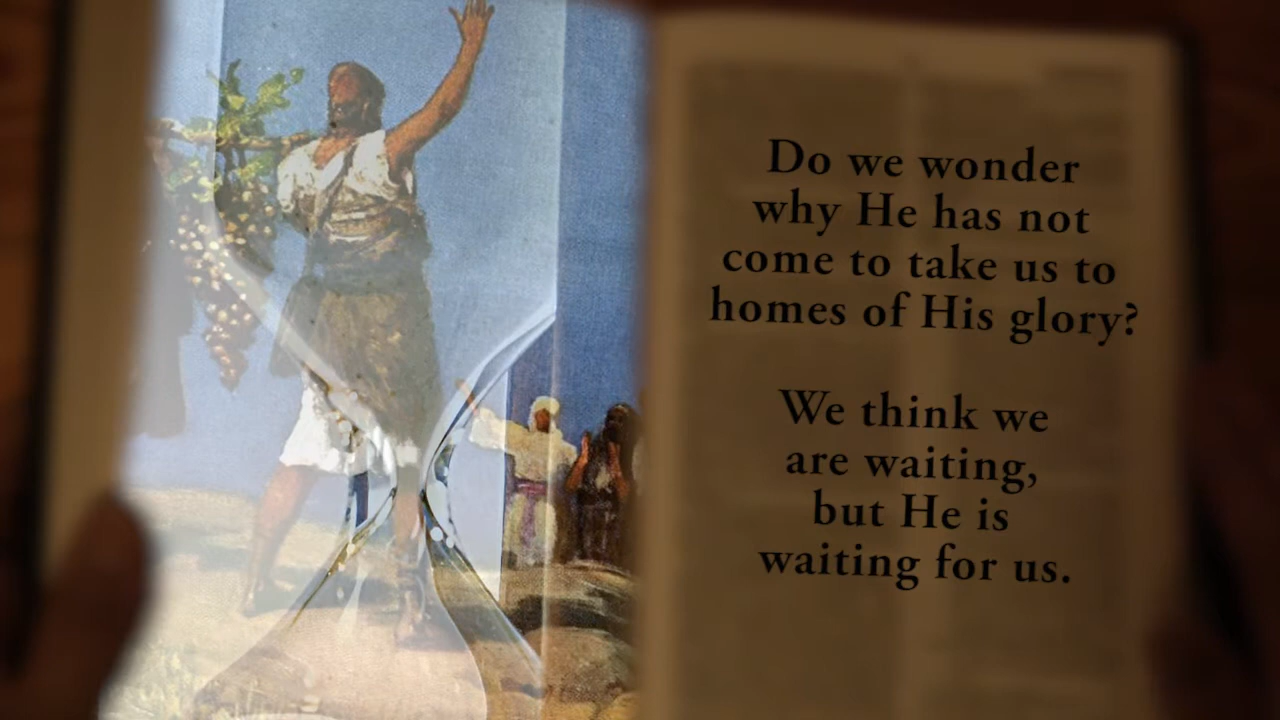 Do we wonder
why He has not
come to take us to
homes of His glory?
We think we
are waiting,
but He is
waiting for us.